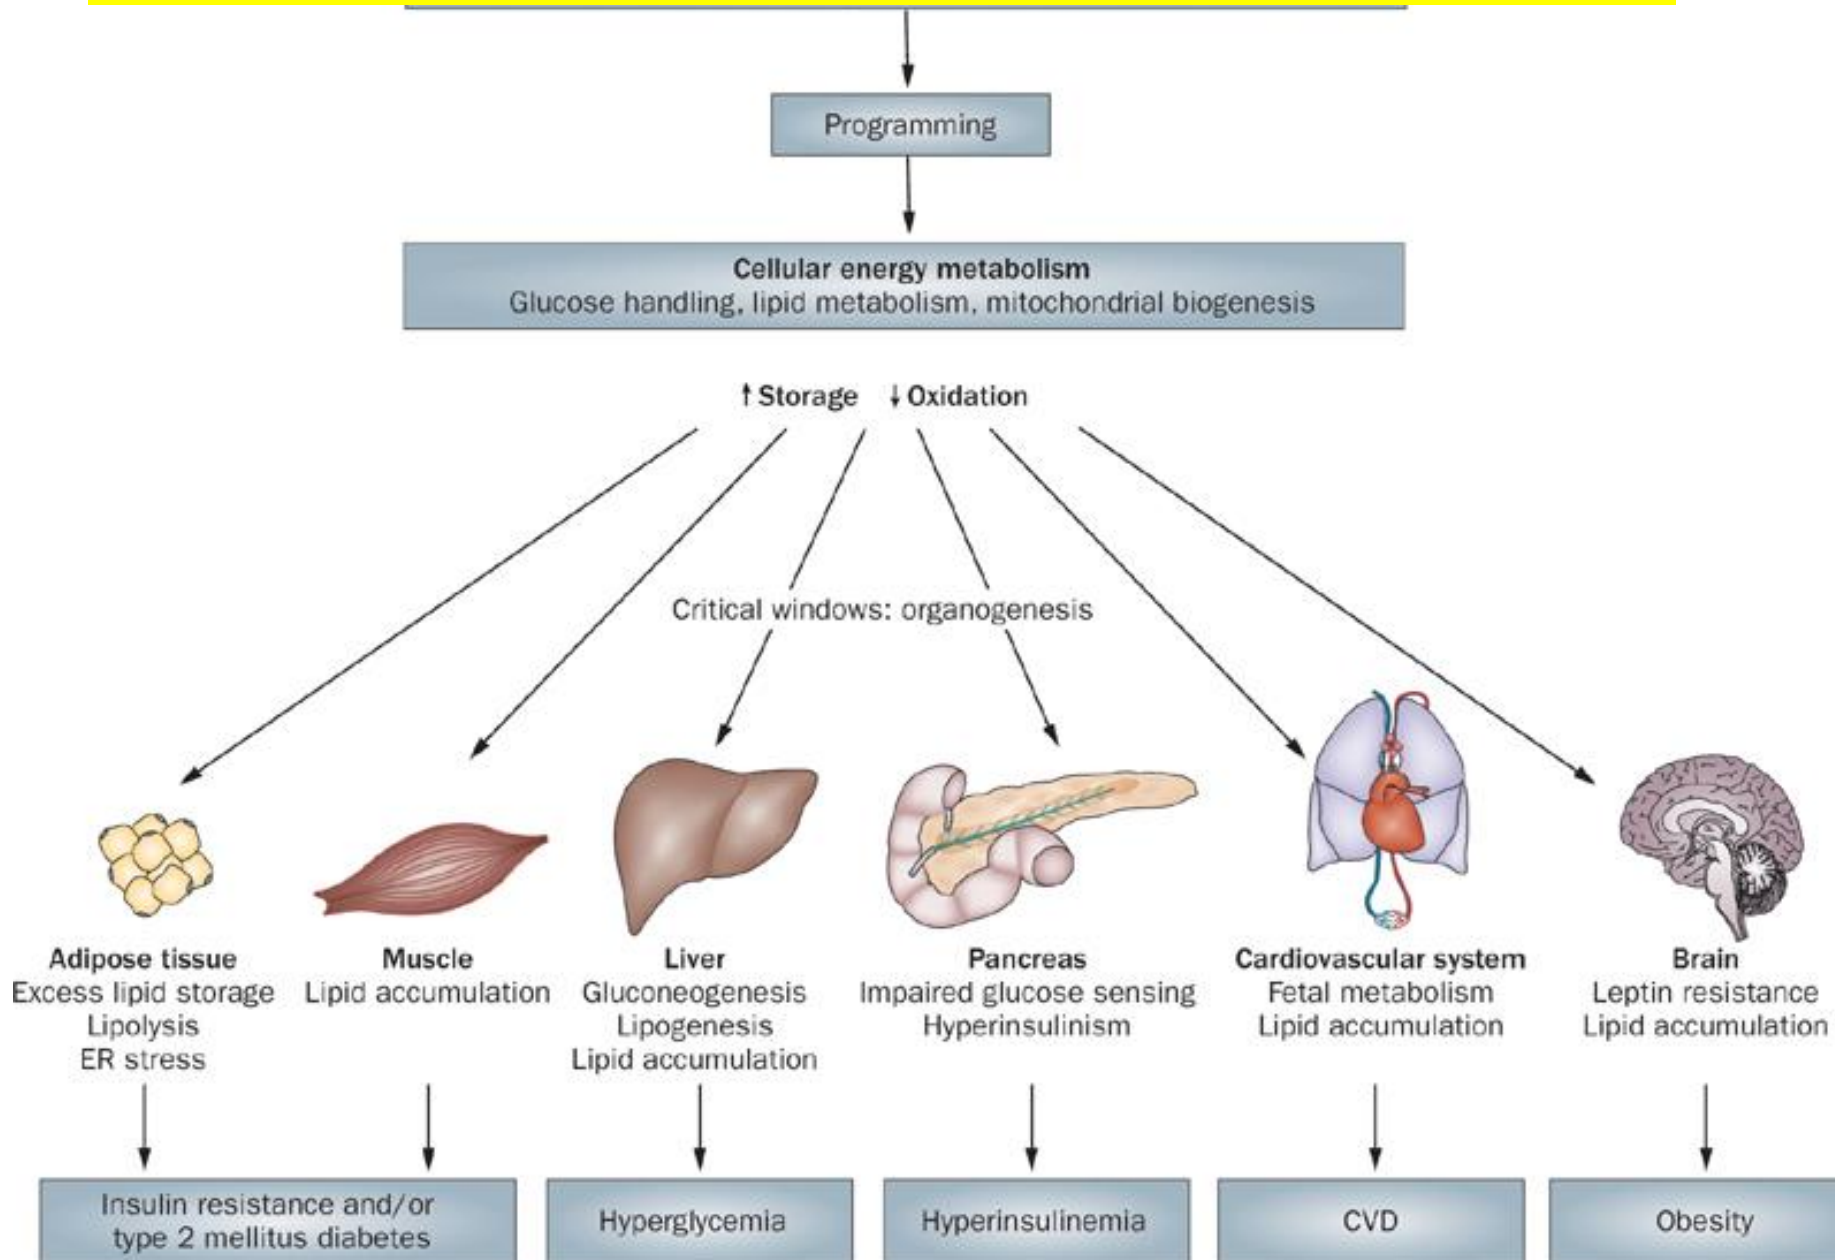 Programming
Cellular energy metabolism
Glucose handling, lipid metabolism, mitochondrial biogenesis
↑ Storage ↓ Oxidation
Critical windows: organogenesis
Adipose tissue
Excess lipid storage
Lipolysis
ER stress
Muscle
Lipid accumulation
Liver
Gluconeogenesis
Lipogenesis
Lipid accumulation
Pancreas
Impaired glucose sensing
Hyperinsulinism
Cardiovascular system
Fetal metabolism
Lipid accumulation
Brain
Leptin resistance
Lipid accumulation
Insulin resistance and/or
type 2 mellitus diabetes
Hyperglycemia
Hyperinsulinemia
CVD
Obesity